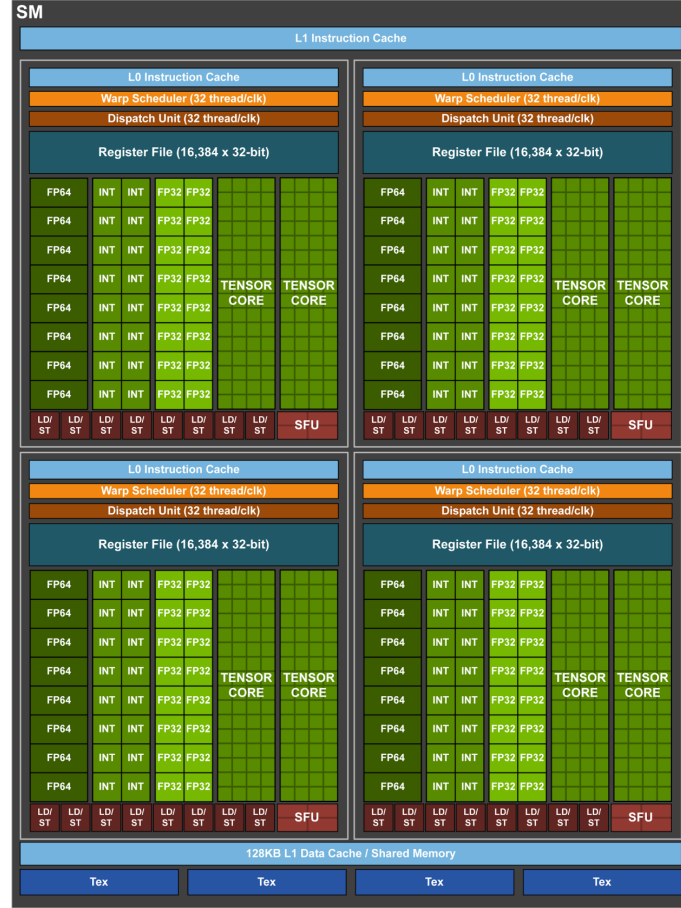 SM
L1 Instruction Cache
L0 Instruction Cache
Warp Scheduler (32 thread/clk)
Dispatch Unit (32 thread/clk)
Register File (16,384 x 32-bit)
FP64 INT INT FP32 FP32
FP64 INT INT FP32 FP32
FP64 INT INT FP32 FP32
FP64 INT INT FP32 FP32
FP64 INT INT FP32 FP32
FP64 INT INT FP32 FP32
FP64 INT INT FP32 FP32
FP64 INT INT FP32 FP32
TENSOR TENSOR
CORE CORE
LD/ LD/ LD/ LD/ LD/ LD/ LD/ LD/
ST ST ST ST ST ST ST ST
SFU
L0 Instruction Cache
Warp Scheduler (32 thread/clk)
Dispatch Unit (32 thread/clk)
Register File (16,384 x 32-bit)
FP64 INT INT FP32 FP32
FP64 INT INT FP32 FP32
FP64 INT INT FP32 FP32
FP64 INT INT FP32 FP32
FP64 INT INT FP32 FP32
FP64 INT INT FP32 FP32
FP64 INT INT FP32 FP32
FP64 INT INT FP32 FP32
TENSOR TENSOR
CORE CORE
LD/ LD/ LD/ LD/ LD/ LD/ LD/ LD/
ST ST ST ST ST ST ST ST
SFU
L0 Instruction Cache
Warp Scheduler (32 thread/clk)
Dispatch Unit (32 thread/clk)
Register File (16,384 x 32-bit)
FP64 INT INT FP32 FP32
FP64 INT INT FP32 FP32
FP64 INT INT FP32 FP32
FP64 INT INT FP32 FP32
FP64 INT INT FP32 FP32
FP64 INT INT FP32 FP32
FP64 INT INT FP32 FP32
FP64 INT INT FP32 FP32
TENSOR TENSOR
CORE CORE
LD/ LD/ LD/ LD/ LD/ LD/ LD/ LD/
ST ST ST ST ST ST ST ST
SFU
L0 Instruction Cache
Warp Scheduler (32 thread/clk)
Dispatch Unit (32 thread/clk)
Register File (16,384 x 32-bit)
FP64 INT INT FP32 FP32
FP64 INT INT FP32 FP32
FP64 INT INT FP32 FP32
FP64 INT INT FP32 FP32
FP64 INT INT FP32 FP32
FP64 INT INT FP32 FP32
FP64 INT INT FP32 FP32
FP64 INT INT FP32 FP32
TENSOR TENSOR
CORE CORE
LD/ LD/ LD/ LD/ LD/ LD/ LD/ LD/
ST ST ST ST ST ST ST ST
SFU
128KB L1 Data Cache / Shared Memory
Tex Tex Tex Tex